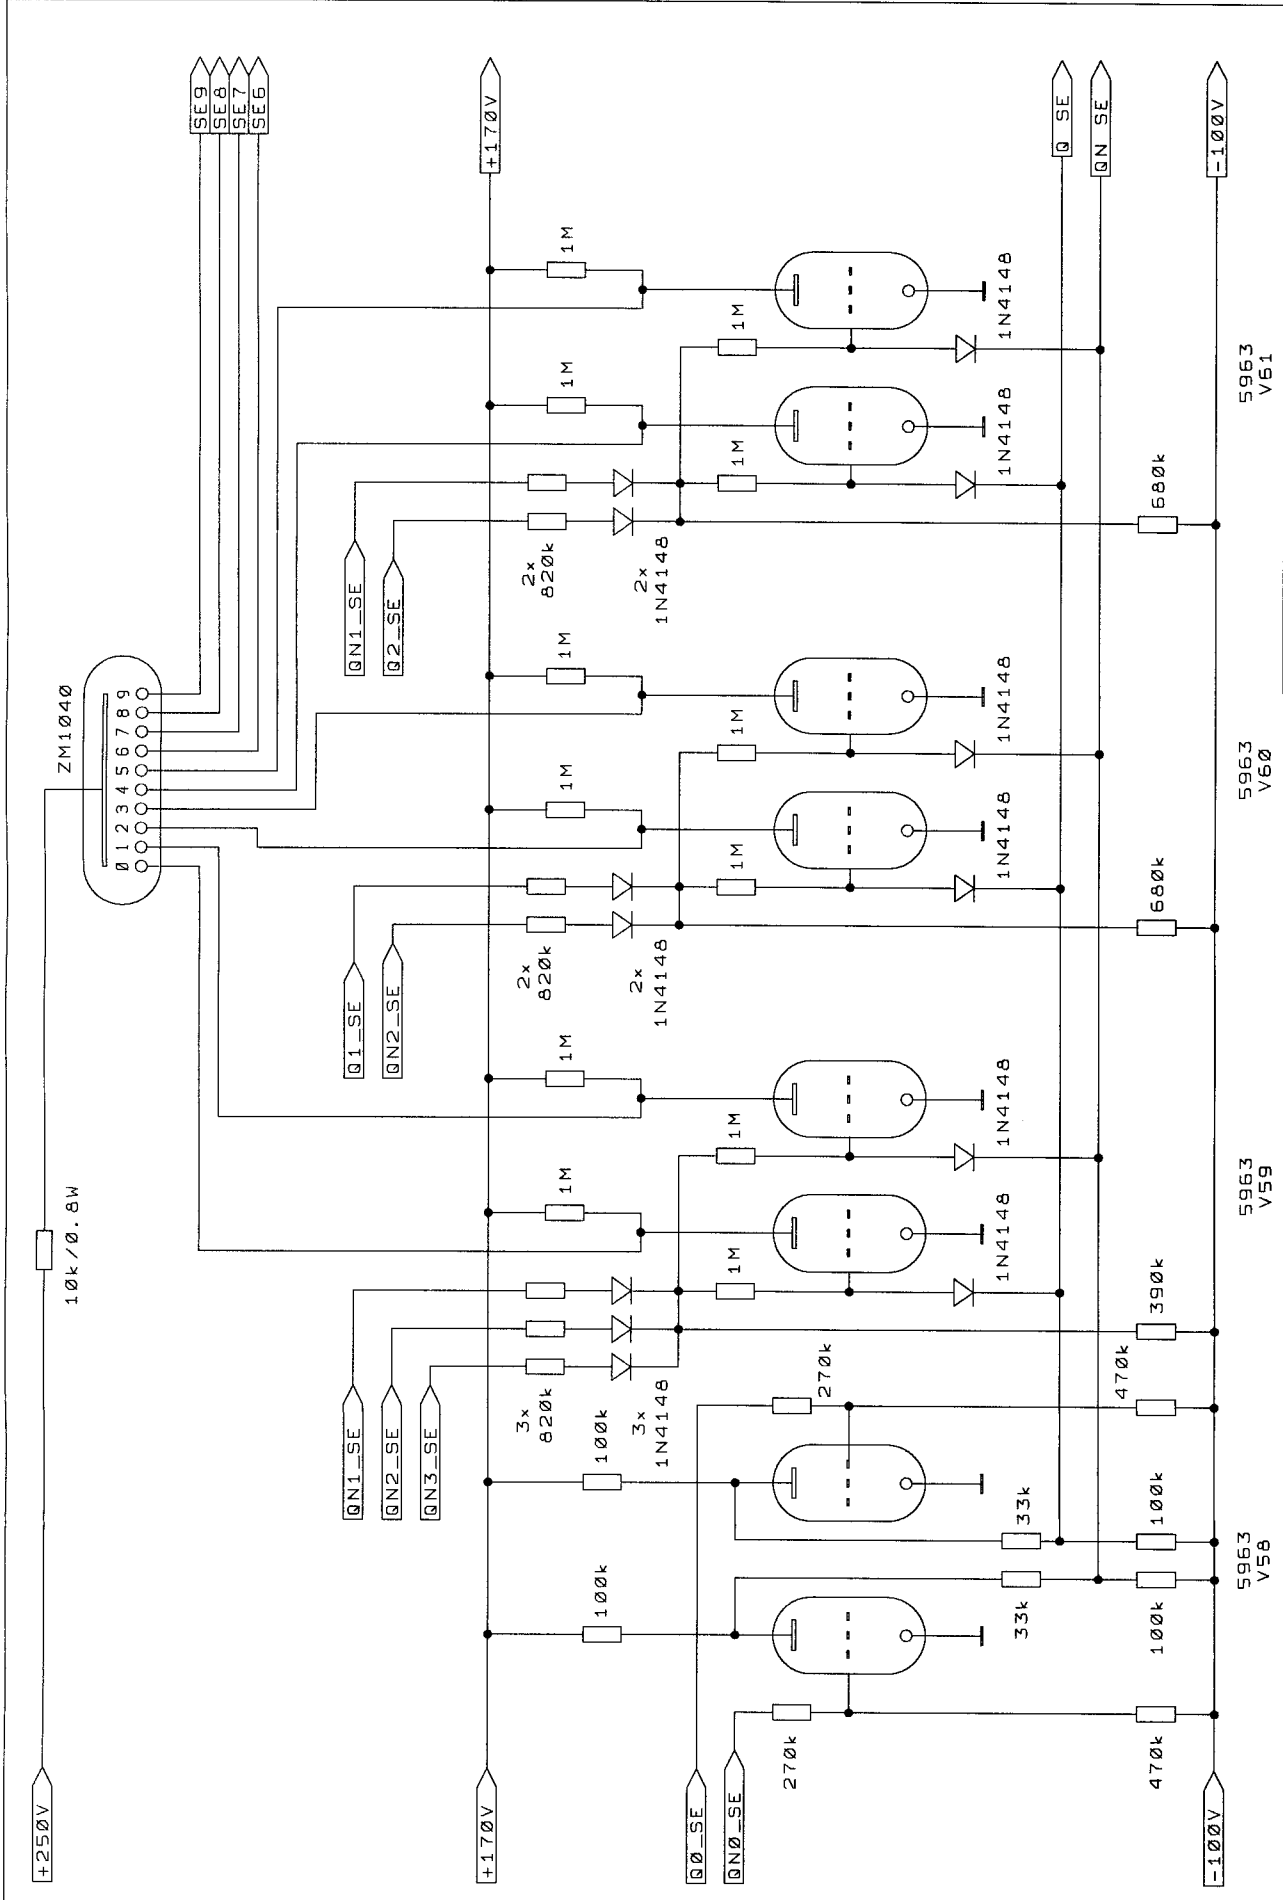 +250V
10k/0.8W
ZM1040
0 1 2 3 4 5 6 7 8 9
SE9
SE8
SE7
SE6
QN1_SE
QN2_SE
QN3_SE
Q1_SE
QN2_SE
QN1_SE
Q2_SE
+170V
+170V
100k
100k
3x
820k
1M
1M
2x
820k
1M
1M
2x
820k
1M
1M
3x
1N4148
2x
1N4148
2x
1N4148
Q0_SE
QN0_SE
270k
270k
1M
1M
1M
1M
1M
1M
33k
33k
1N4148
1N4148
1N4148
1N4148
1N4148
1N4148
Q SE
QN SE
470k
100k
100k
470k
390k
680k
680k
-100V
-100V
5963
V58
5963
V59
5963
V60
5963
V61